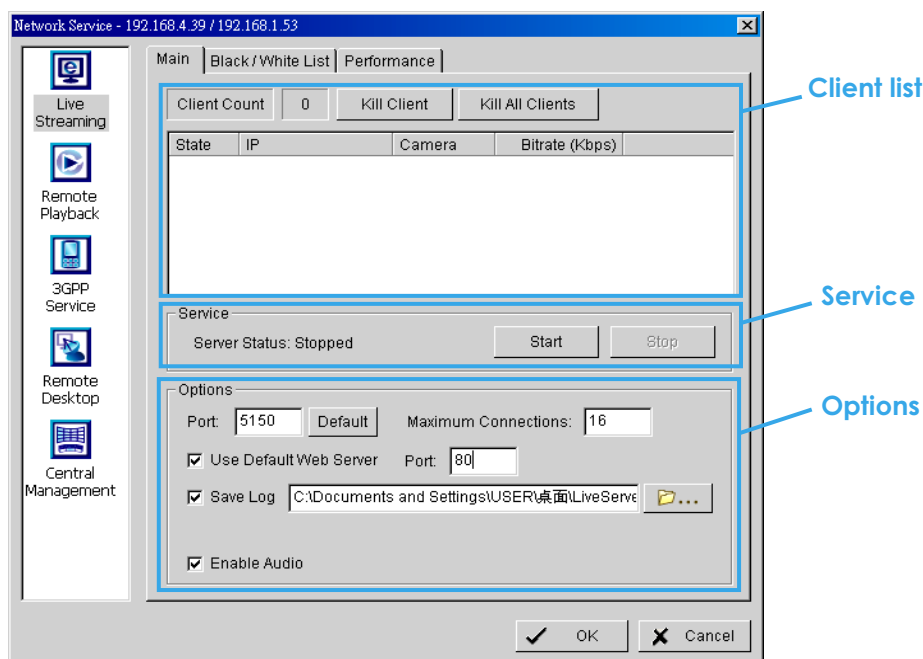 Network Service - 192.168.4.39 / 192.168.1.53
Live
Streaming
Remote
Playback
3GPP
Service
Remote
Desktop
Central
Management
Main
Black / White List
Performance
Client Count 0 Kill Client Kill All Clients
State IP Camera Bitrate (Kbps)
Client list
Service
Server Status: Stopped Start Stop
Service
Options
Port: 5150 Default Maximum Connections: 16
Use Default Web Server Port: 80
Save Log C:\Documents and Settings\USER\桌面\LiveServe ...
Enable Audio
Options
OK Cancel